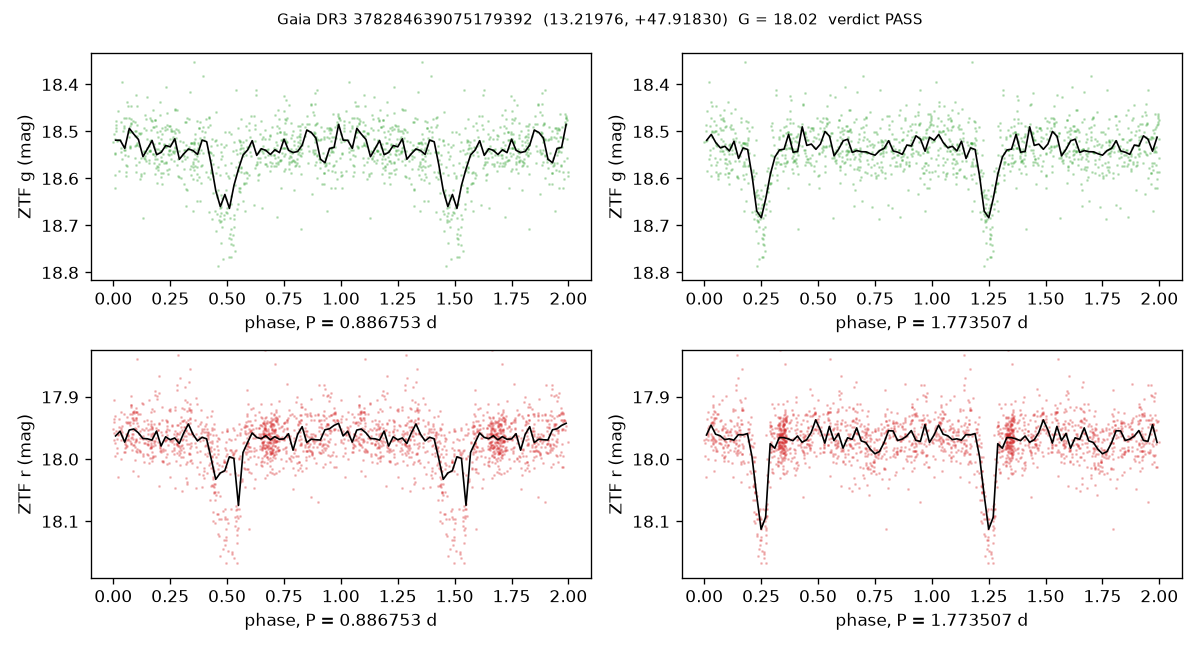 Gaia DR3 378284639075179392  (13.21976, +47.91830)  G = 18.02  verdict PASS
ZTF g (mag)
18.4
18.5
18.6
18.7
18.8
0.00 0.25 0.50 0.75 1.00 1.25 1.50 1.75 2.00
phase, P = 0.886753 d
ZTF g (mag)
18.4
18.5
18.6
18.7
18.8
0.00 0.25 0.50 0.75 1.00 1.25 1.50 1.75 2.00
phase, P = 1.773507 d
ZTF r (mag)
17.9
18.0
18.1
0.00 0.25 0.50 0.75 1.00 1.25 1.50 1.75 2.00
phase, P = 0.886753 d
ZTF r (mag)
17.9
18.0
18.1
0.00 0.25 0.50 0.75 1.00 1.25 1.50 1.75 2.00
phase, P = 1.773507 d